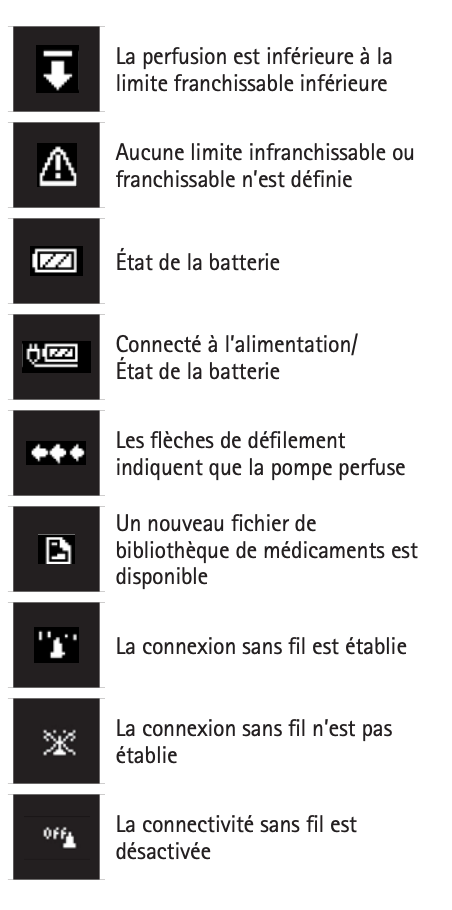 La perfusion est inférieure à la
limite franchissable inférieure
Aucune limite infranchissable ou
franchissable n'est définie
État de la batterie
Connecté à l'alimentation/
État de la batterie
Les flèches de défilement
indiquent que la pompe perfuse
Un nouveau fichier de
bibliothèque de médicaments est
disponible
La connexion sans fil est établie
La connexion sans fil n'est pas
établie
OFF
La connectivité sans fil est
désactivée